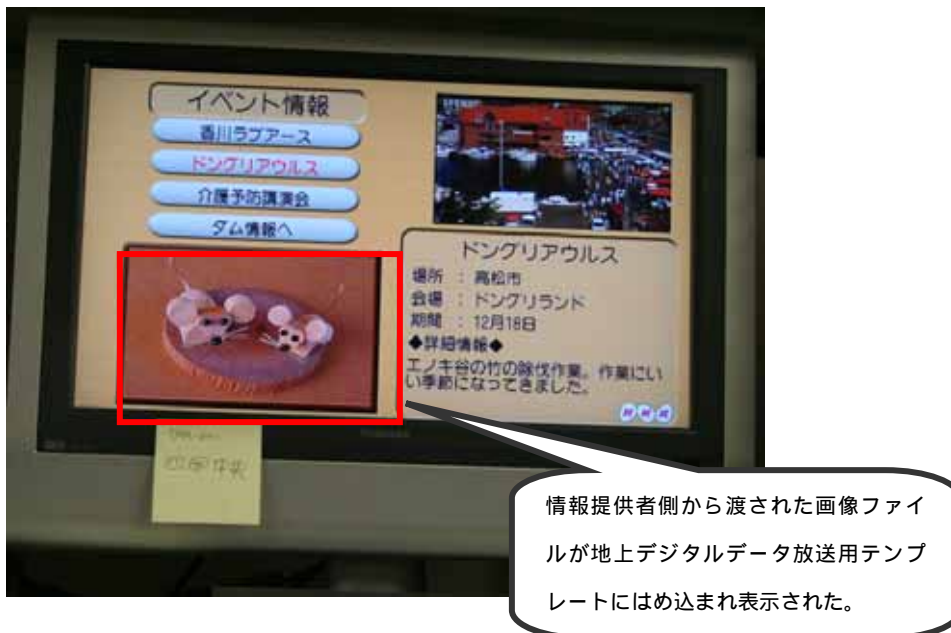 イベント情報
香川ラブアース
ドングリアウルス
介護予防講演会
ダム情報へ
ドングリアウルス
場所 : 高松市
会場 : ドングリランド
期間 : 12月18日
◆詳細情報◆
エノキ谷の竹の除伐作業。作業にい
い季節になってきました。
情報提供者側から渡された画像ファイ
ルが地上デジタルデータ放送用テンプ
レートにはめ込まれ表示された。